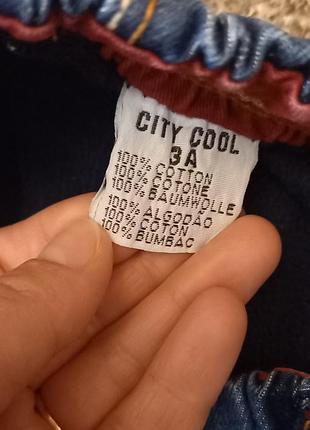 CITY COOL
3A
100% COTTON
100% COTONE
100% BAUMWOLLE
100% ALGODÃO
100% COTON
100% BUMBAC